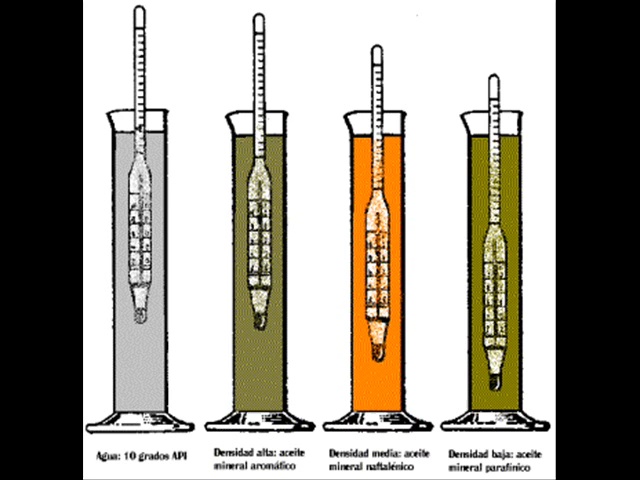 Agua: 10 grados API
Densidad alta: aceite
mineral aromático
Densidad media: aceite
mineral naftalénico
Densidad baja: aceite
mineral parafínico